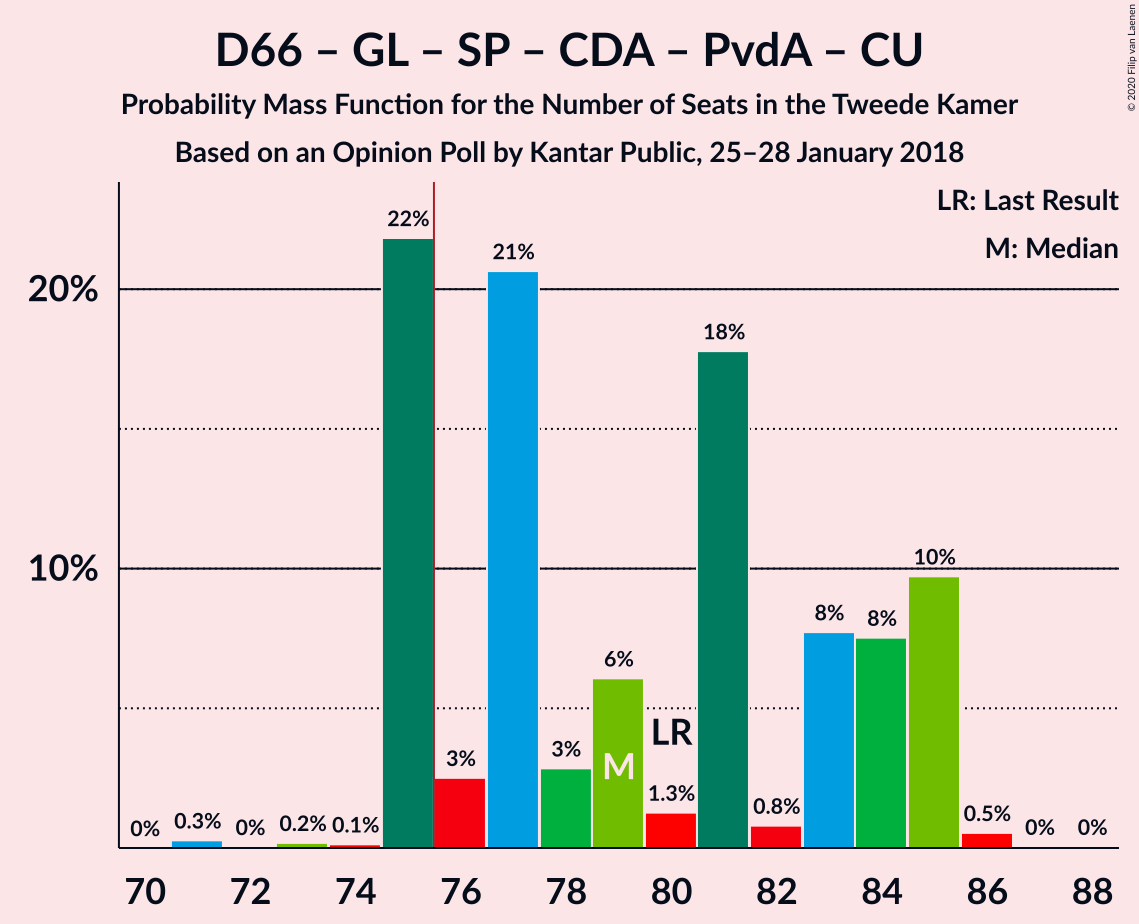 D66 – GL – SP – CDA – PvdA – CU
Probability Mass Function for the Number of Seats in the Tweede Kamer
Based on an Opinion Poll by Kantar Public, 25–28 January 2018
© 2020 Filip van Laenen
LR: Last Result
M: Median
20%
10%
0%
0.3%
0%
0.2%
0.1%
22%
3%
21%
3%
6%
M
LR
1.3%
18%
0.8%
8%
8%
10%
0.5%
0%
0%
70 72 74 76 78 80 82 84 86 88